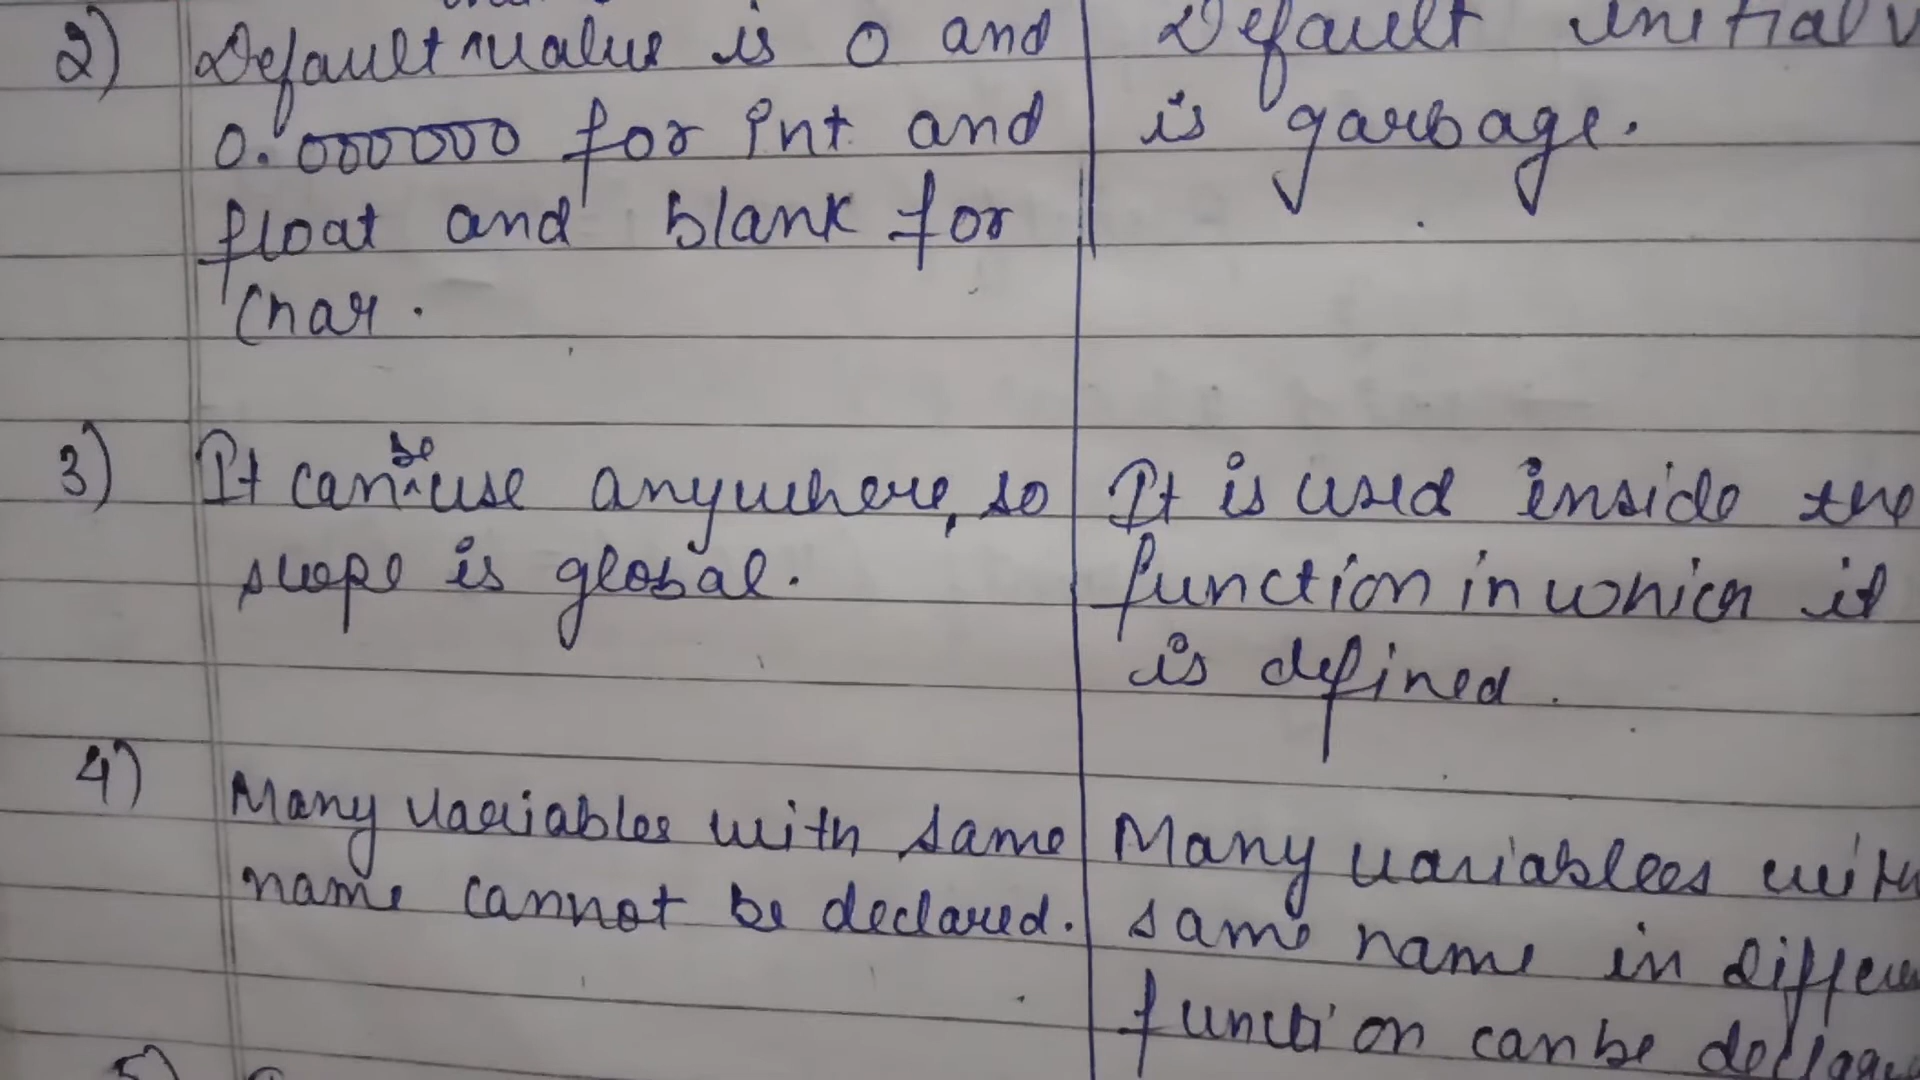 2) Default value is 0 and
0.000000 for int and
float and blank for
char.
Default initial
is garbage.
3) It can be use anywhere, so
scope is global.
It is used inside the
function in which it
is defined.
4) Many variables with same
name cannot be declared.
Many variables with
same name in
function can be
5)